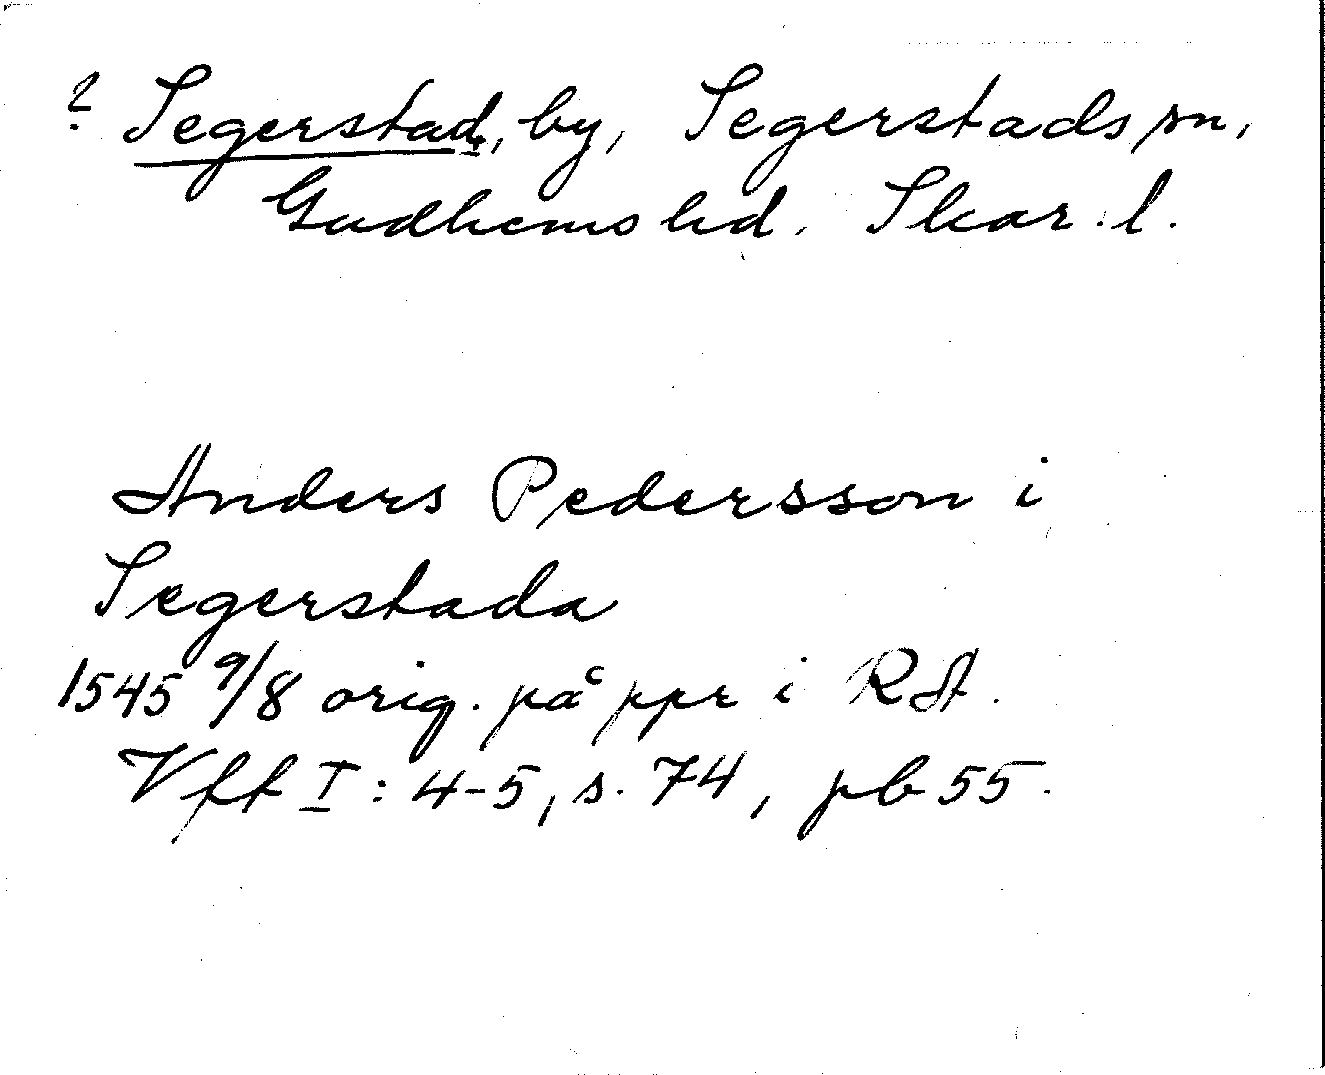 ? Segerstad, by, Segerstads sn,
Gudhems hd. Skar. l.
Anders Pedersson i
Segerstada
1545 9/8 orig. på ppr i RA.
Vff I: 4-5, s. 74, pb 55.